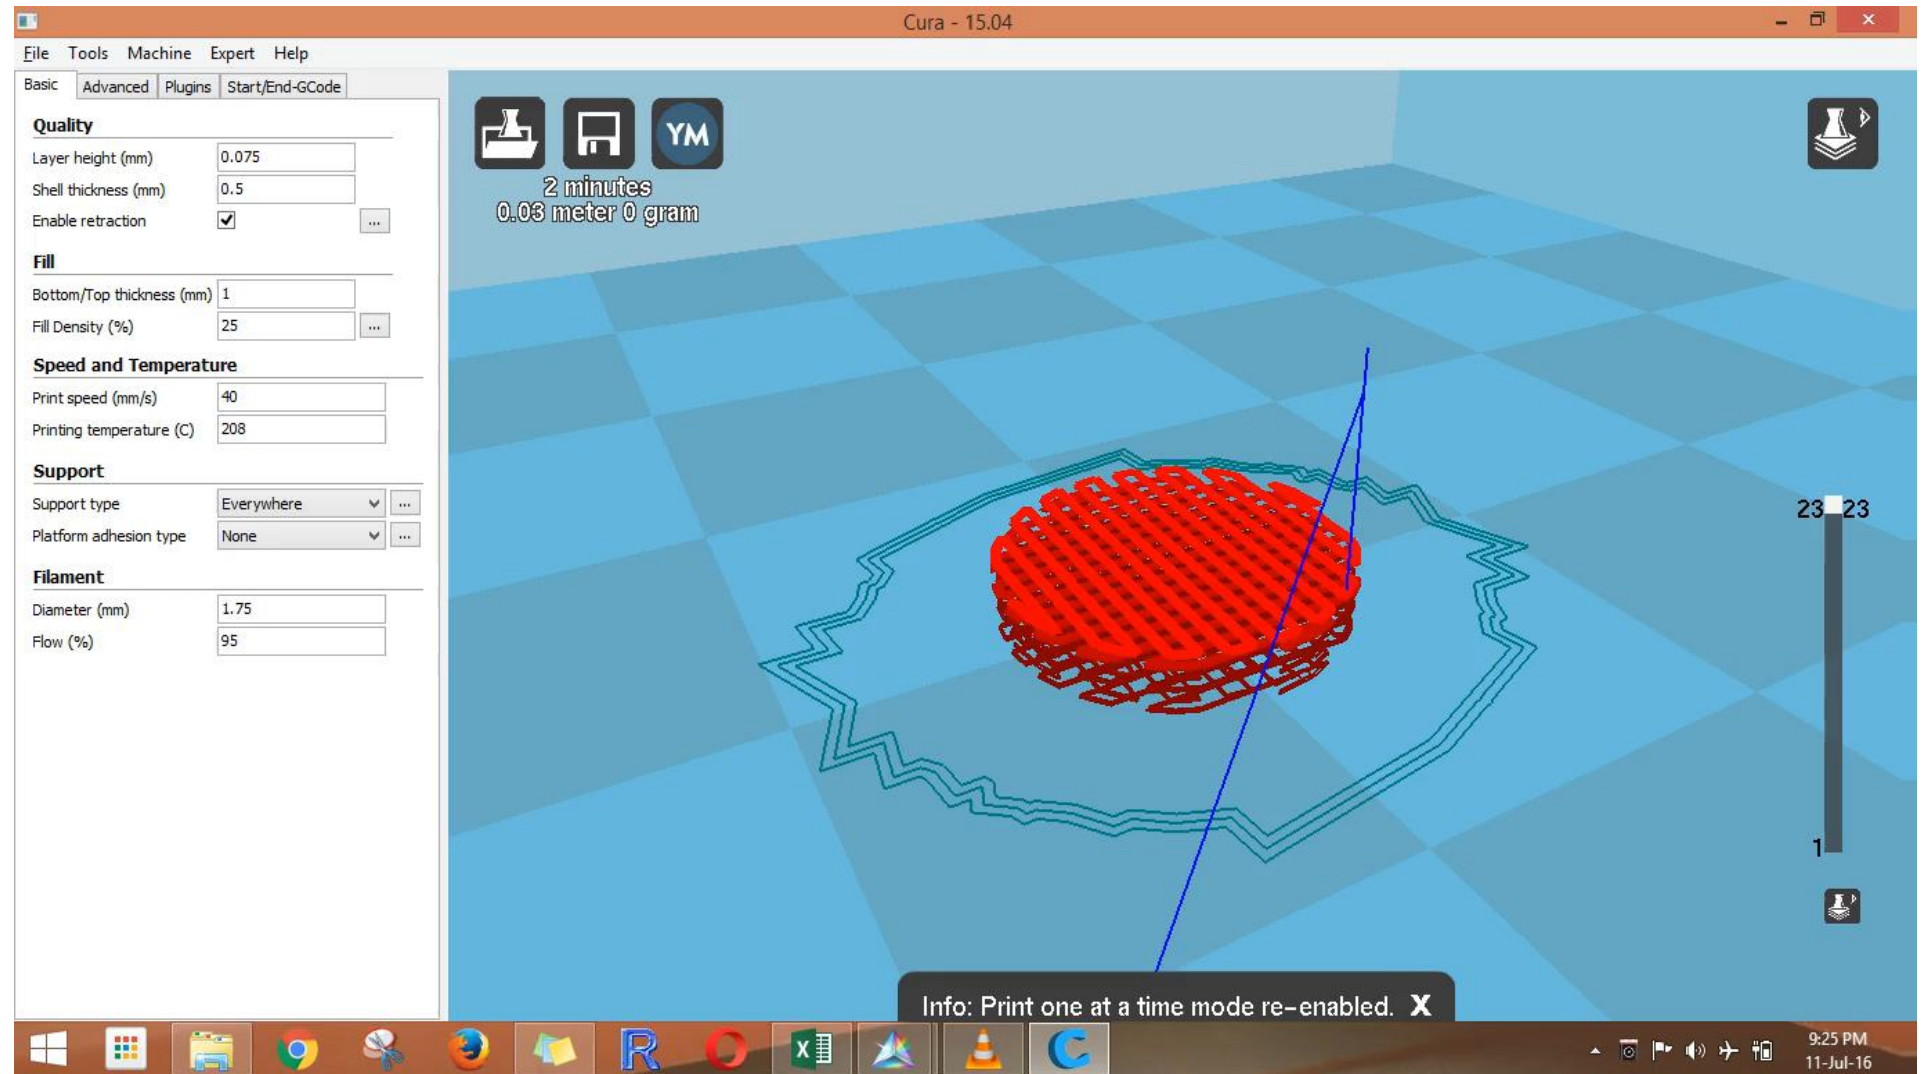 Cura - 15.04
File Tools Machine Expert Help
Basic Advanced Plugins Start/End-GCode
Quality
Layer height (mm) 0.075
Shell thickness (mm) 0.5
Enable retraction ...
Fill
Bottom/Top thickness (mm) 1
Fill Density (%) 25 ...
Speed and Temperature
Print speed (mm/s) 40
Printing temperature (C) 208
Support
Support type Everywhere ...
Platform adhesion type None ...
Filament
Diameter (mm) 1.75
Flow (%) 95
YM
2 minutes
0.03 meter 0 gram
23 23
1
Info: Print one at a time mode re-enabled. X
R X C
9:25 PM
11-Jul-16